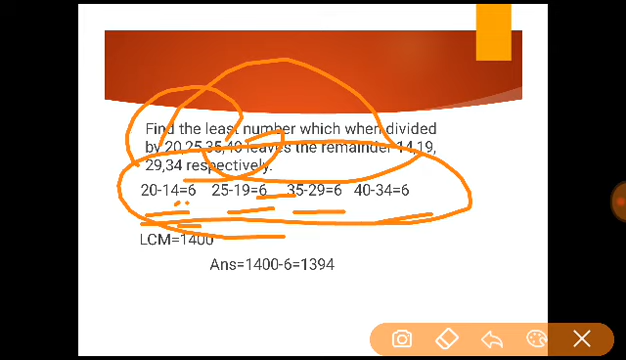 Find the least number which when divided
by 20,25,35,40 leaves the remainder 14,19,
29,34 respectively.
20-14=6 25-19=6 35-29=6 40-34=6
LCM=1400
Ans=1400-6=1394